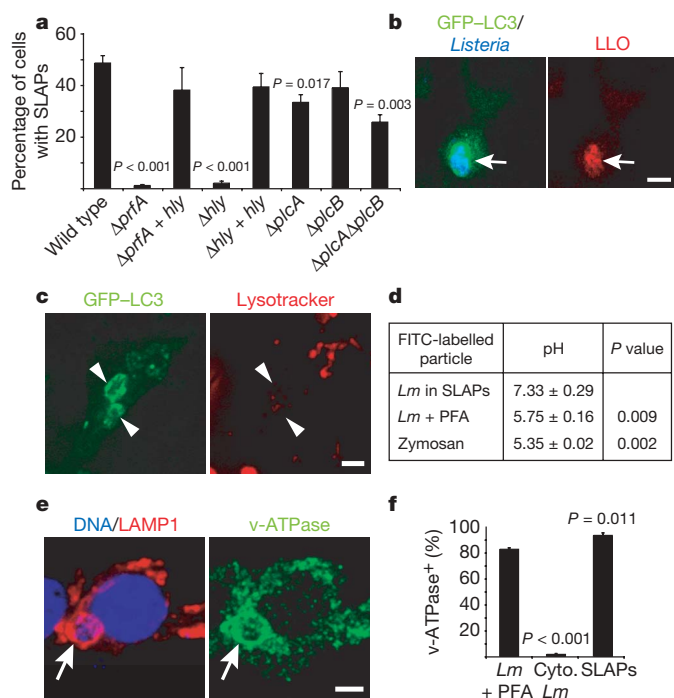 a
Percentage of cells
with SLAPs
60
40
20
P < 0.001
P < 0.001
P = 0.017
P = 0.003
Wild type
ΔprfA
ΔprfA + hly
Δhly
Δhly + hly
ΔplcA
ΔplcB
ΔplcAΔplcB
b
GFP–LC3/
Listeria
LLO
c
GFP–LC3
Lysotracker
d
FITC-labelled
particle
pH
P value
Lm in SLAPs
7.33 ± 0.29
Lm + PFA
5.75 ± 0.16
0.009
Zymosan
5.35 ± 0.02
0.002
e
DNA/LAMP1
v-ATPase
f
v-ATPase+ (%)
100
80
60
40
20
P = 0.011
P < 0.001
Lm
+ PFA
Cyto.
Lm
SLAPs